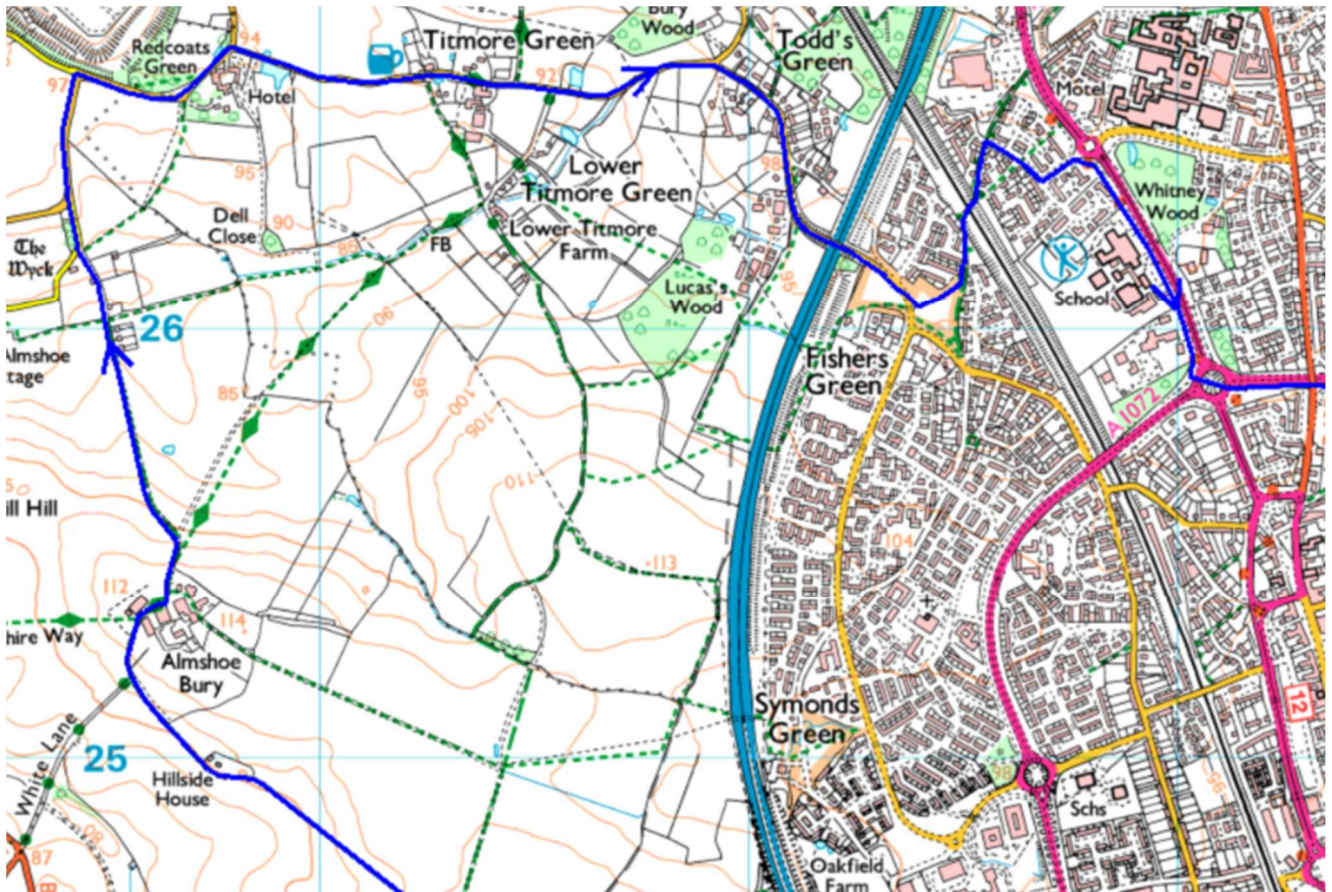 Bury
Wood
Redcoats
Green
94
Titmore Green
Todd's
Green
97
Hotel
92
Motel
Lower
Titmore Green
98
95
Whitney
Wood
Dell
Close
90
85
FB
Lower Titmore
Farm
The
Wyck
Lucas's
Wood
95
School
26
90
Almshoe
tage
Fishers
Green
85
95
100
105
A1072
110
ill Hill
104
113
112
114
hire Way
Almshoe
Bury
Symonds
Green
12
White Lane
25
Hillside
House
98
95
Schs
80
87
Oakfield
Farm
B